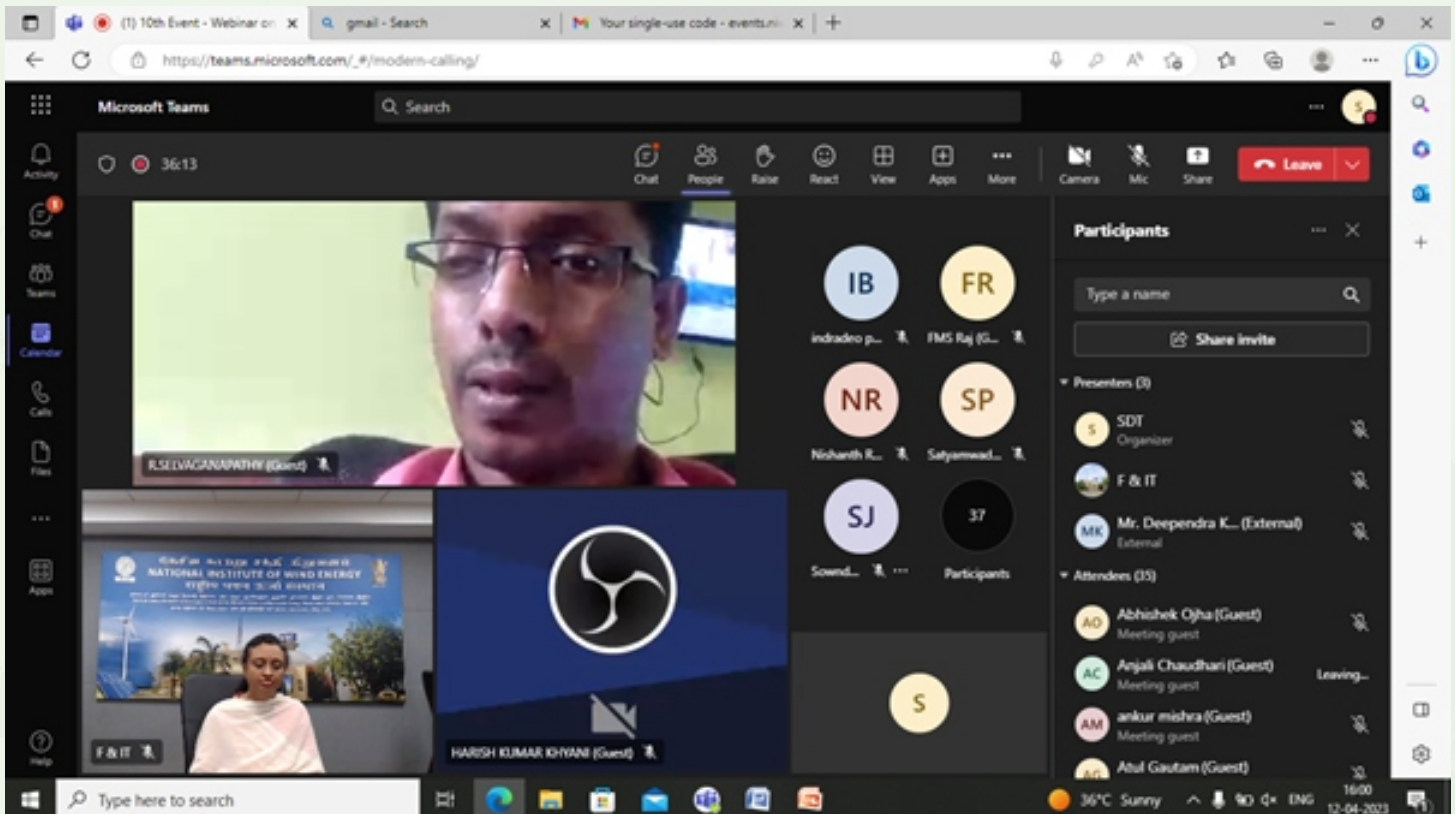 (1) 10th Event - Webinar on
gmail - Search
Your single-use code - events.ni
https://teams.microsoft.com/_#/modern-calling/
Microsoft Teams
Search
S
Activity
Chat
Teams
Calendar
Calls
Files
Apps
Help
36:13
Chat
People
Raise
React
View
Apps
More
Camera
Mic
Share
Leave
R.SELVAGANAPATHY (Guest)
IB
indradeo p...
FR
FMS Raj (G...
NR
Nishanth R...
SP
Satyamwad...
SJ
Sownd...
37
Participants
NATIONAL INSTITUTE OF WIND ENERGY
राष्ट्रीय पवन ऊर्जा संस्थान
F & IT
HARISH KUMAR KHYANI (Guest)
S
Participants
Type a name
Share invite
Presenters (3)
S
SDT
Organizer
F & IT
MK
Mr. Deependra K... (External)
External
Attendees (35)
AO
Abhishek Ojha (Guest)
Meeting guest
AC
Anjali Chaudhari (Guest)
Meeting guest
Leaving...
AM
ankur mishra (Guest)
Meeting guest
AG
Atul Gautam (Guest)
Type here to search
36°C Sunny
ENG
16:00
12-04-2023